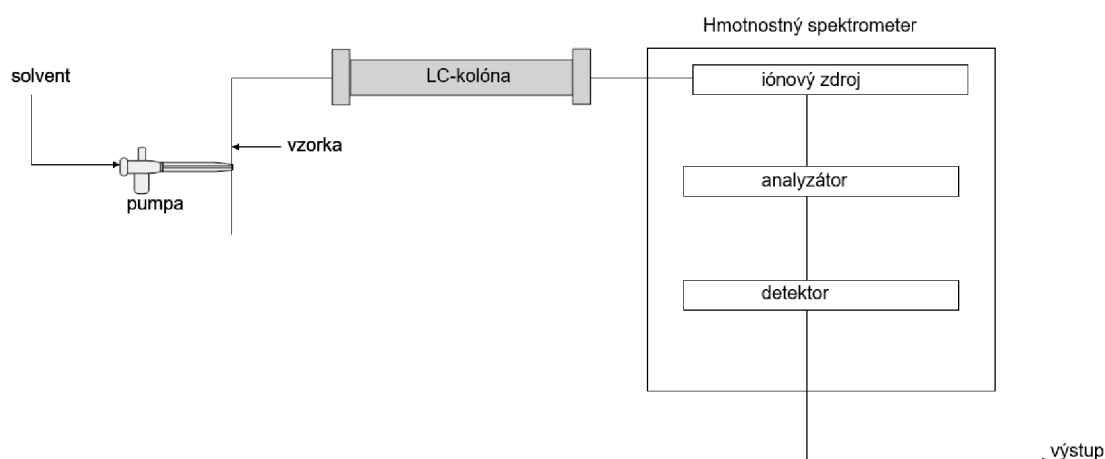 Hmotnostný spektrometer
solvent
LC-kolóna
iónový zdroj
vzorka
pumpa
analyzátor
detektor
výstup